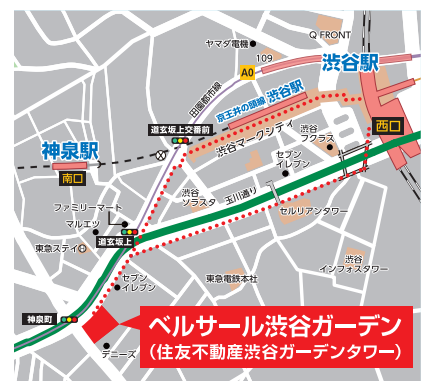 Q FRONT
ヤマダ電機
109
渋谷駅
A0
田園都市線
京王井の頭線 渋谷駅
道玄坂上交番前
渋谷マークシティ
渋谷
フクラス
西口
神泉駅
南口
セブン
イレブン
渋谷
ソラスタ
玉川通り
ファミリーマート
マルエツ
セルリアンタワー
道玄坂上
東急ステイ
渋谷
インフォスタワー
セブン
イレブン
東急電鉄本社
神泉町
ベルサール渋谷ガーデン
(住友不動産渋谷ガーデンタワー)
デニーズ